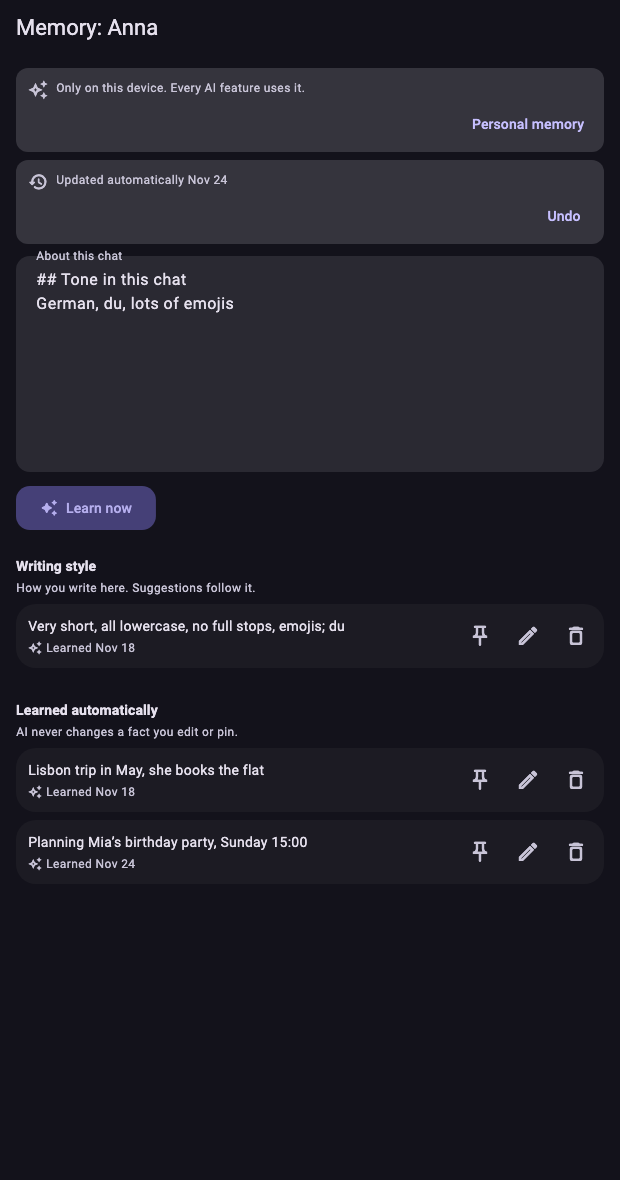 Memory: Anna
Only on this device. Every AI feature uses it.
Personal memory
Updated automatically Nov 24
Undo
About this chat
## Tone in this chat
German, du, lots of emojis
Learn now
Writing style
How you write here. Suggestions follow it.
Very short, all lowercase, no full stops, emojis; du
Learned Nov 18
Learned automatically
AI never changes a fact you edit or pin.
Lisbon trip in May, she books the flat
Learned Nov 18
Planning Mia’s birthday party, Sunday 15:00
Learned Nov 24